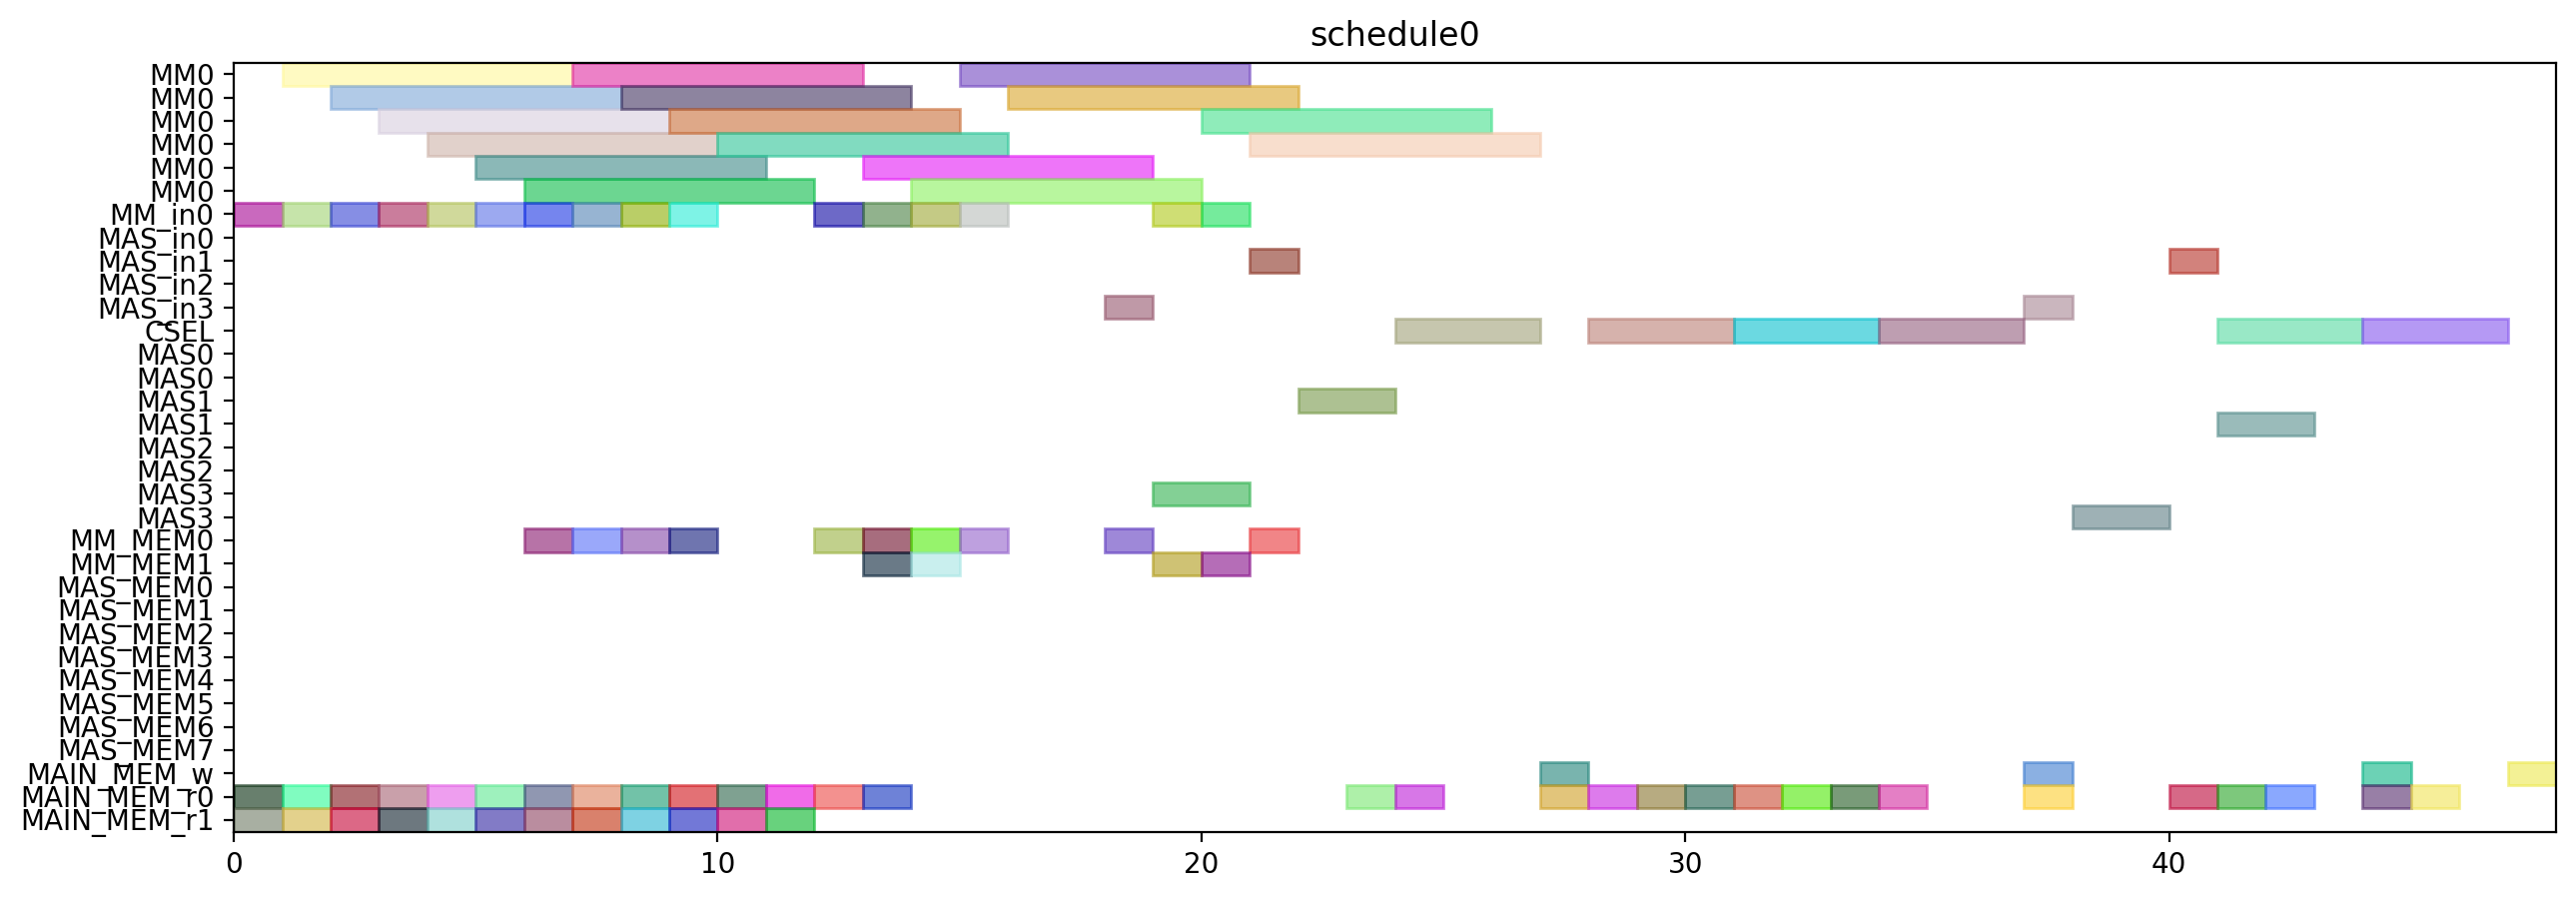 schedule0
MM0
MM0
MM0
MM0
MM0
MM0
MM_in0
MAS_in0
MAS_in1
MAS_in2
MAS_in3
CSEL
MAS0
MAS0
MAS1
MAS1
MAS2
MAS2
MAS3
MAS3
MM_MEM0
MM_MEM1
MAS_MEM0
MAS_MEM1
MAS_MEM2
MAS_MEM3
MAS_MEM4
MAS_MEM5
MAS_MEM6
MAS_MEM7
MAIN_MEM_w
MAIN_MEM_r0
MAIN_MEM_r1
0 10 20 30 40